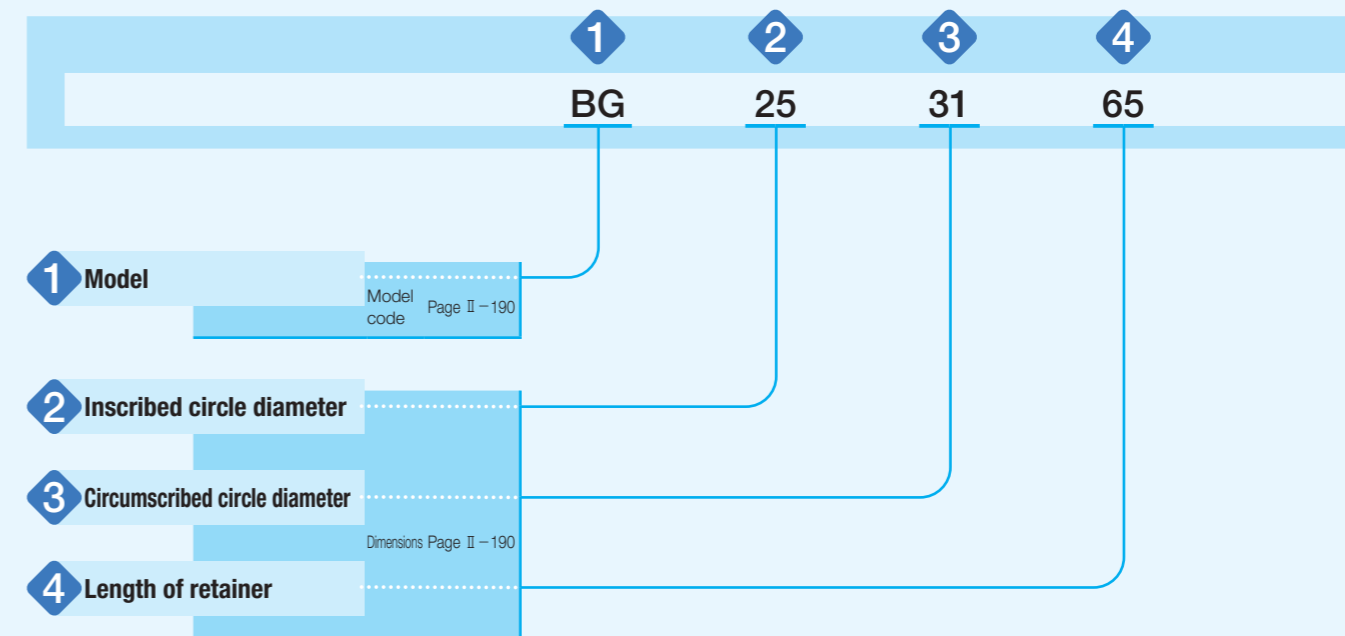 1 2 3 4
BG 25 31 65
1 Model
Model code Page Ⅱ－190
2 Inscribed circle diameter
3 Circumscribed circle diameter
Dimensions Page Ⅱ－190
4 Length of retainer